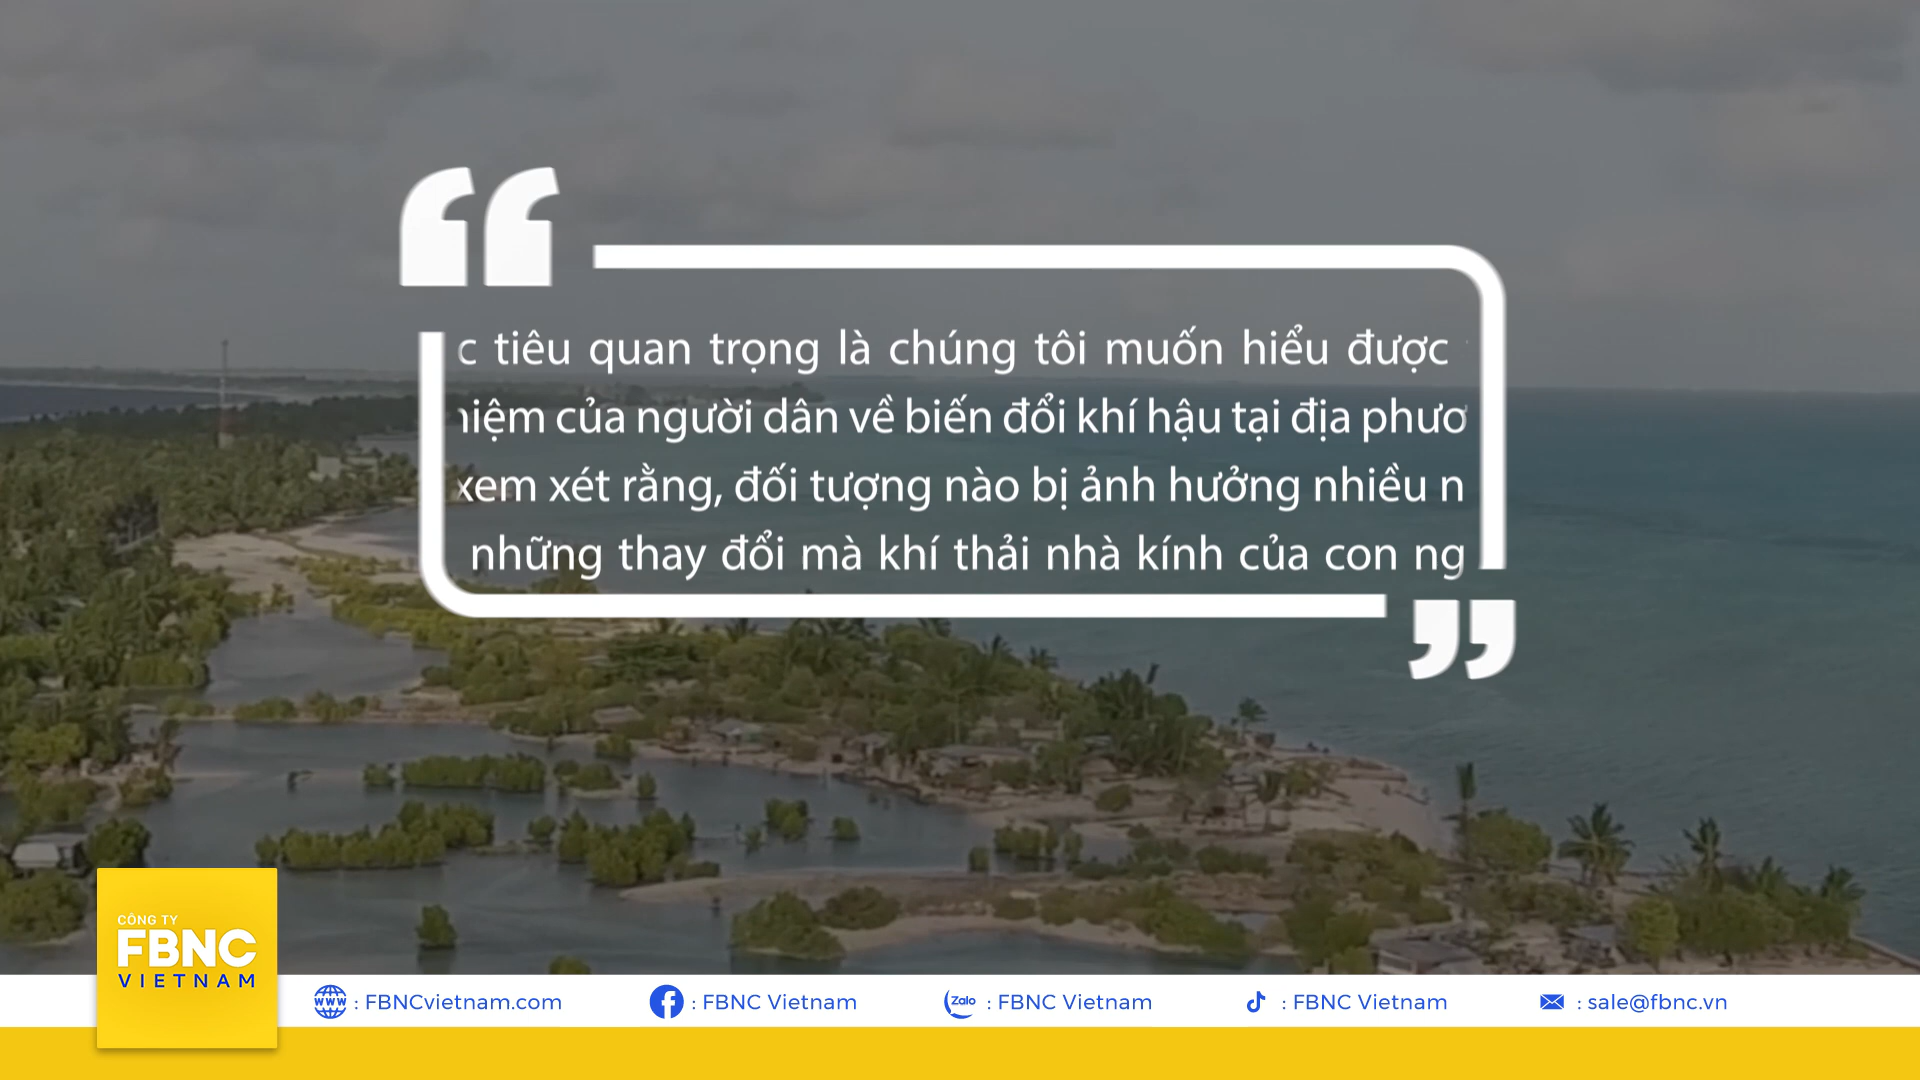 c tiêu quan trọng là chúng tôi muốn hiểu được
của người dân về biến đổi khí hậu tại địa
xem xét rằng, đối tượng nào bị ảnh hưởng nhiều n
những thay đổi mà khí thải nhà kính của con ng
CÔNG TY
FBNC
VIETNAM
www : FBNCvietnam.com
: FBNC Vietnam
Zalo : FBNC Vietnam
: FBNC Vietnam
: sale@fbnc.vn